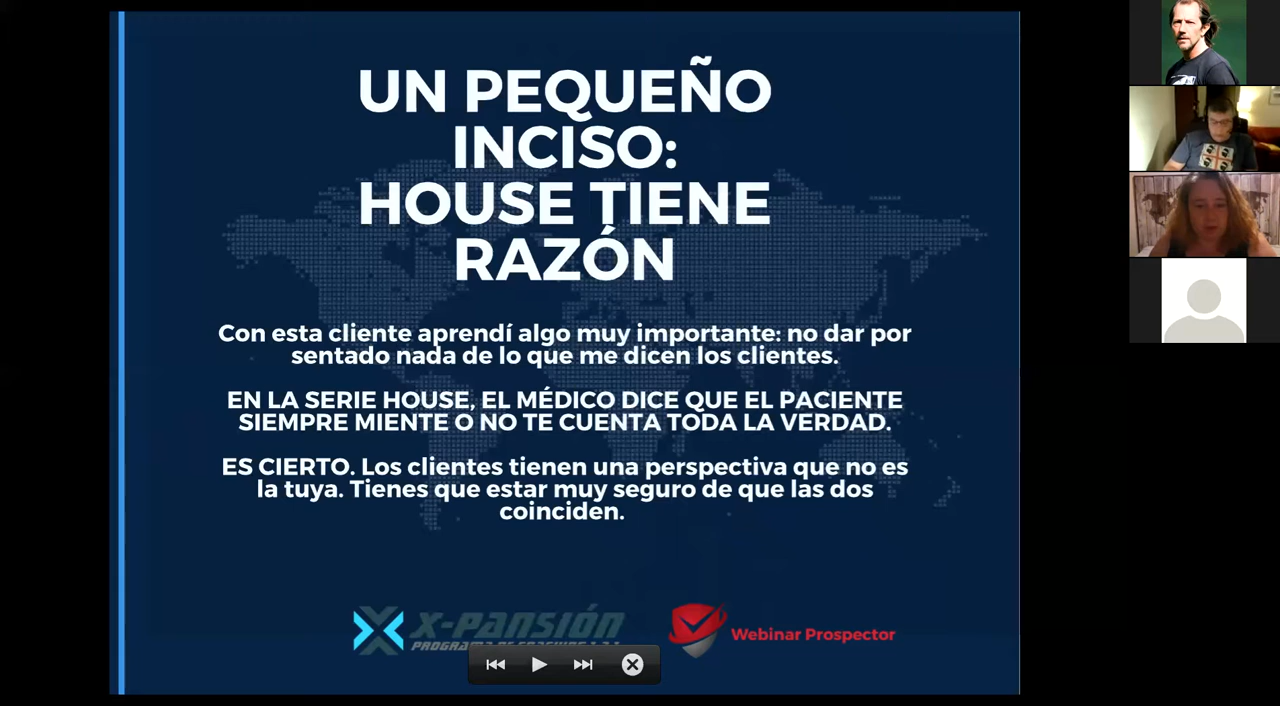 UN PEQUEÑO
INCISO:
HOUSE TIENE
RAZÓN
Con esta cliente aprendí algo muy importante: no dar por
sentado nada de lo que me dicen los clientes.
EN LA SERIE HOUSE, EL MÉDICO DICE QUE EL PACIENTE
SIEMPRE MIENTE O NO TE CUENTA TODA LA VERDAD.
ES CIERTO. Los clientes tienen una perspectiva que no es
la tuya. Tienes que estar muy seguro de que las dos
coinciden.
X-PANSIÓN
PROGRAMA DE
Webinar Prospector